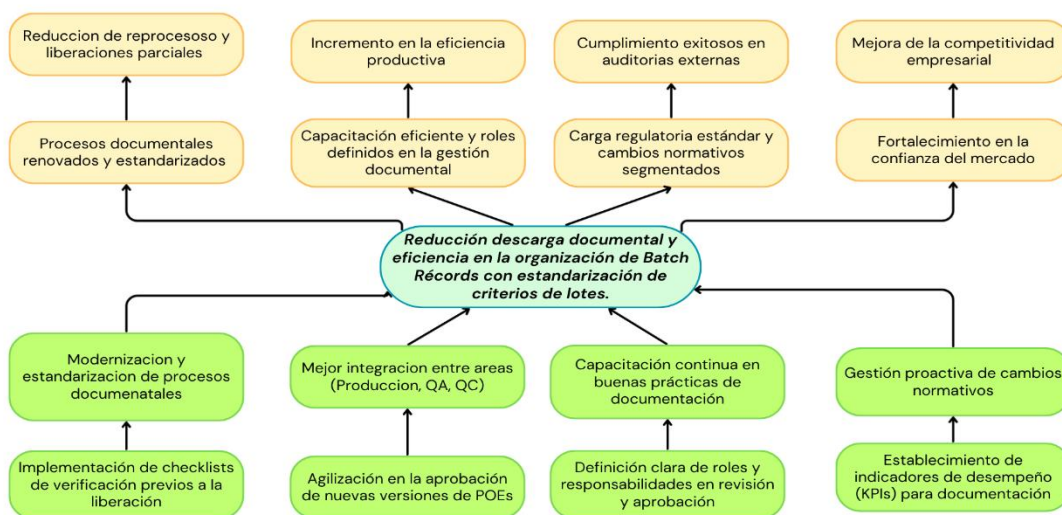 Reduccion de reprocesoso y
liberaciones parciales
Incremento en la eficiencia
productiva
Cumplimiento exitosos en
auditorias externas
Mejora de la competitividad
empresarial
Procesos documentales
renovados y estandarizados
Capacitación eficiente y roles
definidos en la gestión
documental
Carga regulatoria estándar y
cambios normativos
segmentados
Fortalecimiento en la
confianza del mercado
Reducción descarga documental y
eficiencia en la organización de Batch
Récords con estandarización de
criterios de lotes.
Modernizacion y
estandarizacion de procesos
documenatales
Mejor integracion entre areas
(Produccion, QA, QC)
Capacitación continua en
buenas prácticas de
documentación
Gestión proactiva de cambios
normativos
Implementación de checklists
de verificación previos a la
liberación
Agilización en la aprobación
de nuevas versiones de POEs
Definición clara de roles y
responsabilidades en revisión
y aprobación
Establecimiento de
indicadores de desempeño
(KPIs) para documentación